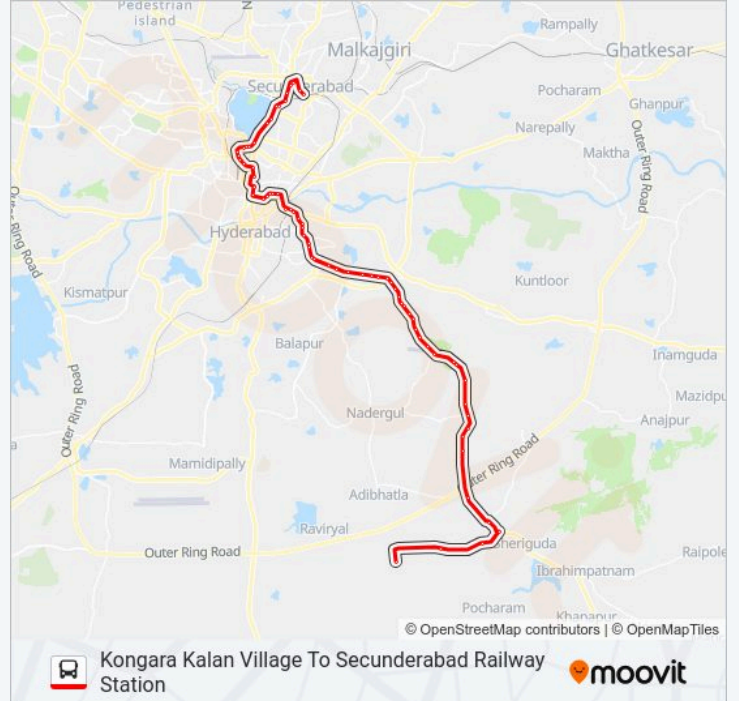 Pedestrian
island
N
Rampally
Malkajgiri
Ghatkesar
Secunderabad
Pocharam
Ghanpur
Narepally
Maktha
Outer Ring Road
Outer Ring Road
Hyderabad
Kuntloor
Kismatpur
Balapur
Inamguda
Mazidpu
Nadergul
Anajpur
Outer Ring Road
uter Ring Road
Mamidipally
Adibhatla
Raviryal
Outer Ring Road
Sheriguda
Raipole
Ibrahimpatnam
Pocharam
Khanapur
© OpenStreetMap contributors | © OpenMapTiles
Kongara Kalan Village To Secunderabad Railway
Station
moovit